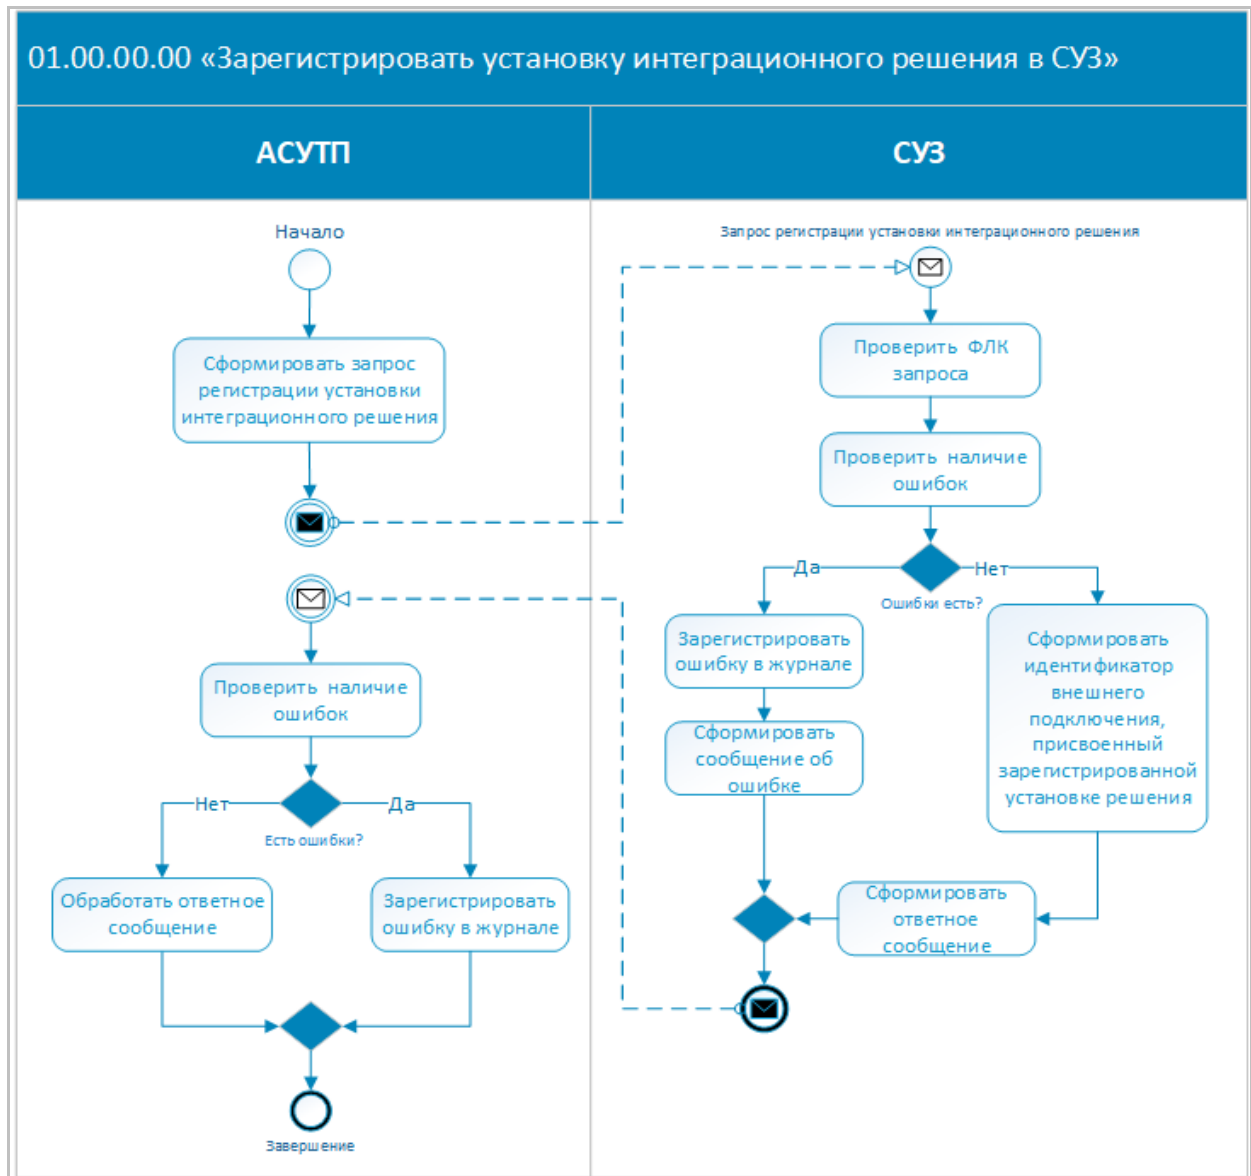 01.00.00.00 «Зарегистрировать установку интеграционного решения в СУЗ»
АСУТП
СУЗ
Начало
Сформировать запрос
регистрации установки
интеграционного решения
Проверить наличие
ошибок
Нет
Да
Есть ошибки?
Обработать ответное
сообщение
Зарегистрировать
ошибку в журнале
Завершение
Запрос регистрации установки интеграционного решения
Проверить ФЛК
запроса
Проверить наличие
ошибок
Да
Нет
Ошибки есть?
Зарегистрировать
ошибку в журнале
Сформировать
сообщение об
ошибке
Сформировать
идентификатор
внешнего
подключения,
присвоенный
зарегистрированной
установке решения
Сформировать
ответное
сообщение